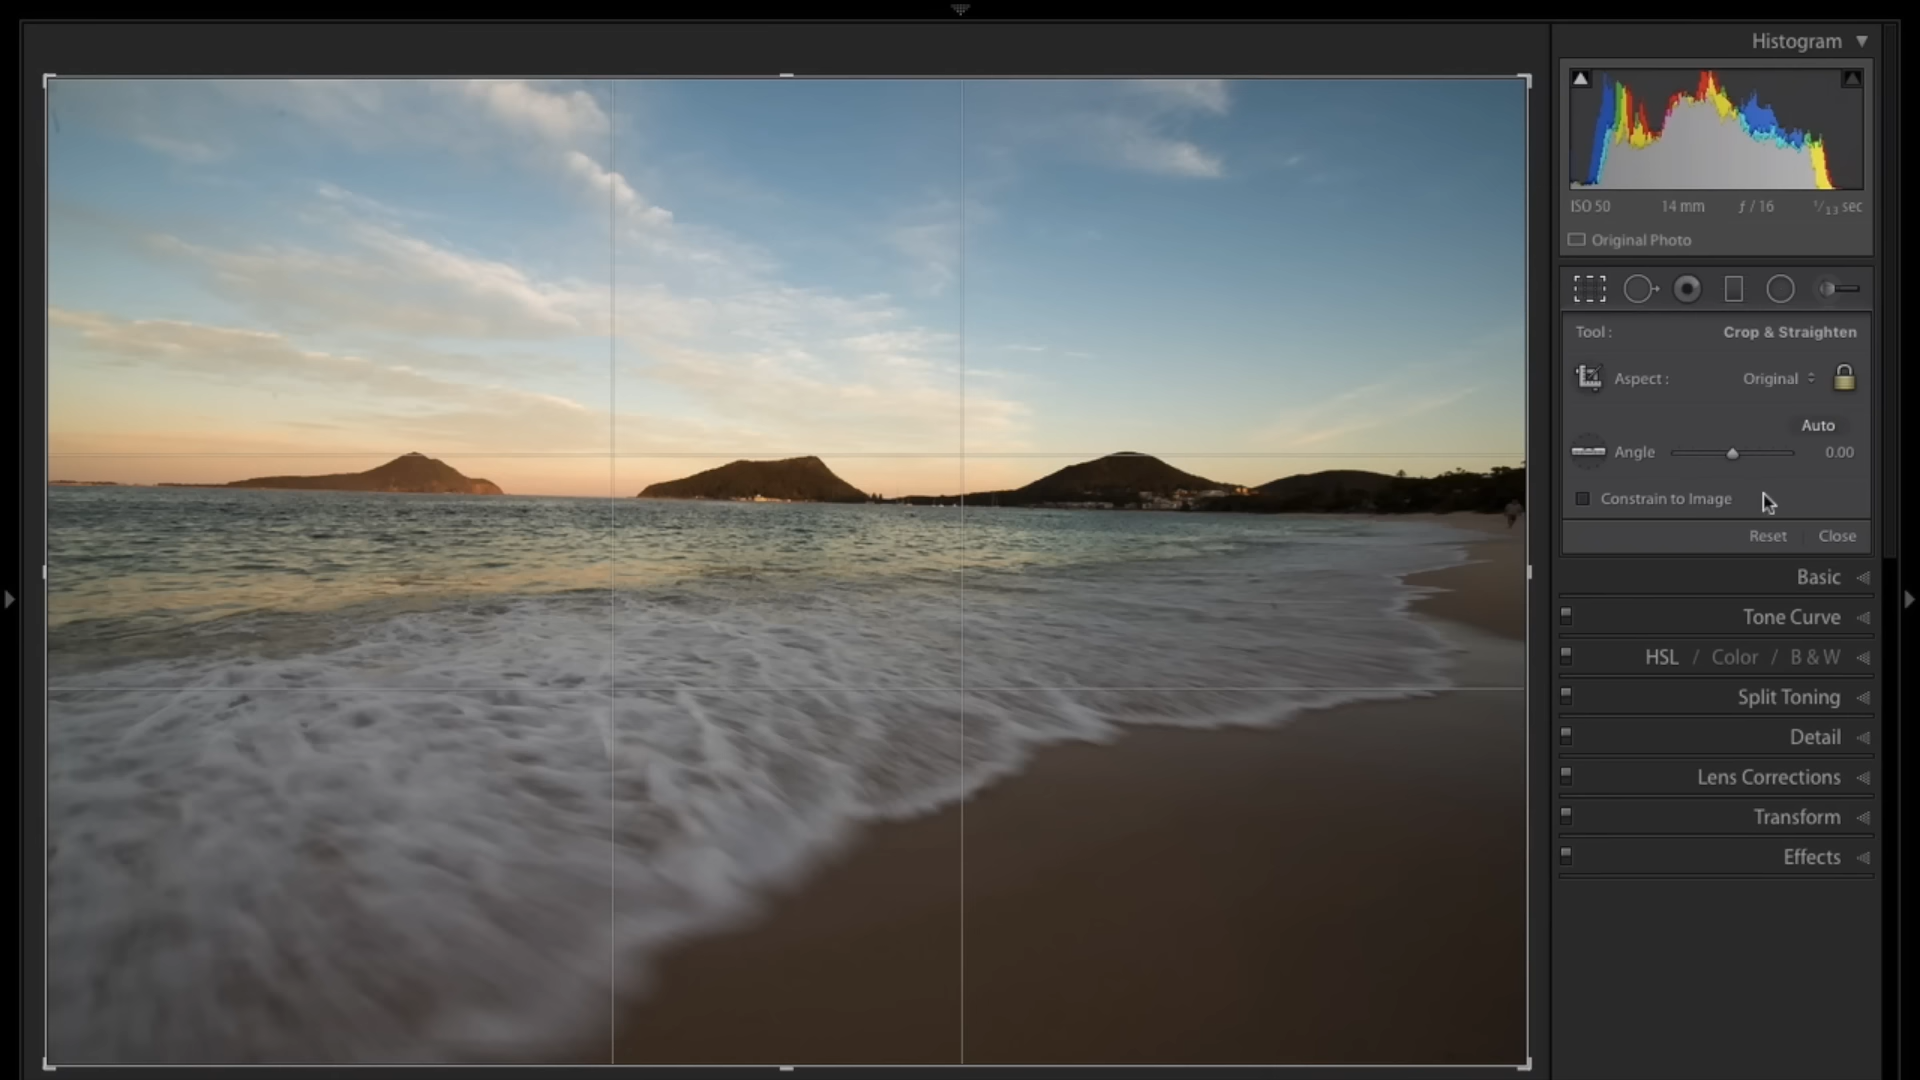 Histogram
ISO 50 14 mm ƒ / 16 1/13 sec
Original Photo
Tool : Crop & Straighten
Aspect : Original
Auto
Angle 0.00
Constrain to Image
Reset Close
Basic
Tone Curve
HSL / Color / B & W
Split Toning
Detail
Lens Corrections
Transform
Effects